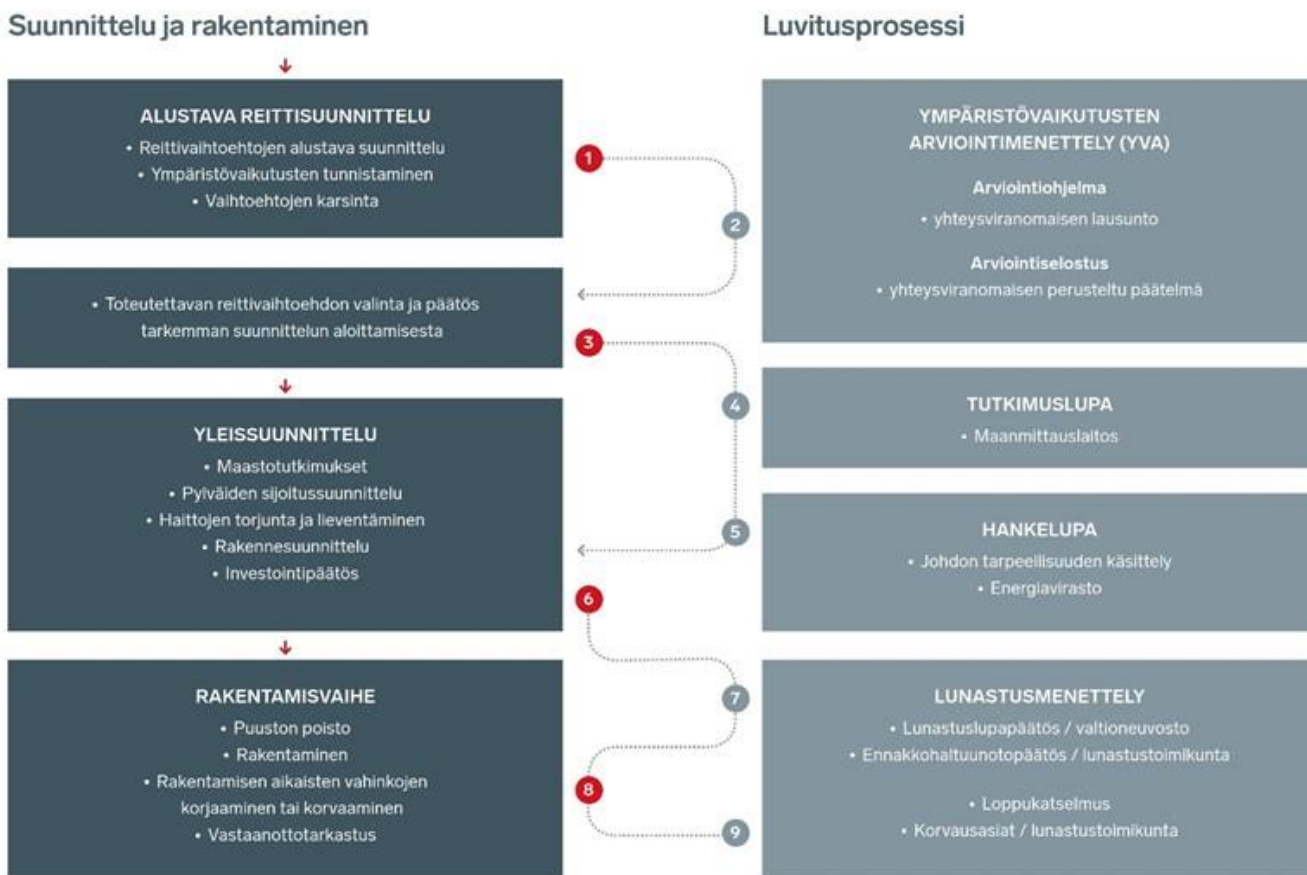 Suunnittelu ja rakentaminen
ALUSTAVA REITTISUUNNITTELU
• Reittivaihtoehtojen alustava suunnittelu
• Ympäristövaikutusten tunnistaminen
• Vaihtoehtojen karsinta
• Toteutettavan reittivaihtoehdon valinta ja päätös
tarkemman suunnittelun aloittamisesta
YLEISSUUNNITTELU
• Maastotutkimukset
• Pylväiden sijoitussuunnittelu
• Haittojen torjunta ja lieventäminen
• Rakennesuunnittelu
• Investointipäätös
RAKENTAMISVAIHE
• Puuston poisto
• Rakentaminen
• Rakentamisen aikaisten vahinkojen
korjaaminen tai korvaaminen
• Vastaanottotarkastus
1
2
3
4
5
6
7
8
9
Luvitusprosessi
YMPÄRISTÖVAIKUTUSTEN
ARVIOINTIMENETTELY (YVA)
Arviointiohjelma
• yhteysviranomaisen lausunto
Arviointiselostus
• yhteysviranomaisen perusteltu päätelmä
TUTKIMUSLUPA
• Maanmittauslaitos
HANKELUPA
• Johdon tarpeellisuuden käsittely
• Energiavirasto
LUNASTUSMENETTELY
• Lunastuslupapäätös / valtioneuvosto
• Ennakkohaltuunotopäätös / lunastustoimikunta
• Loppukatselmus
• Korvausasiat / lunastustoimikunta